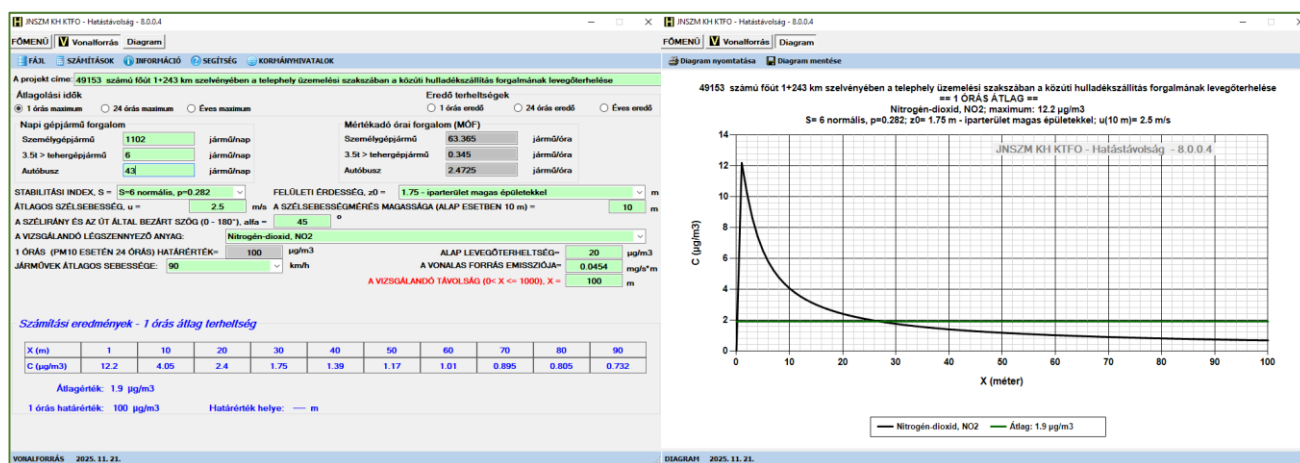 JNSZM KH KTFO - Hatástávolság - 8.0.0.4
FŐMENÜ Vonalforrás Diagram
FÁJL SZÁMÍTÁSOK INFORMÁCIÓ SEGÍTSÉG KORMÁNYHIVATALOK
A projekt címe: 49153 számú főút 1+243 km szelvényében a telephely üzemelési szakszában a közúti hulladékszállítás forgalmának levegőterhelése
Átlagolási idők
Eredő terheltségek
1 órás maximum 24 órás maximum Éves maximum
1 órás eredő 24 órás eredő Éves eredő
Napi gépjármű forgalom
Személygépjármű 1102 jármű/nap
3.5t > tehergépjármű 6 jármű/nap
Autóbusz 43 jármű/nap
Mértékadó órai forgalom (MÓF)
Személygépjármű 63.365 jármű/óra
3.5t > tehergépjármű 0.345 jármű/óra
Autóbusz 2.4725 jármű/óra
STABILITÁSI INDEX, S = S=6 normális, p=0.282 FELÜLETI ÉRDESSÉG, z0 = 1.75 - iparterület magas épületekkel m
ÁTLAGOS SZÉLSEBESSÉG, u = 2.5 m/s A SZÉLSEBESSÉGMÉRÉS MAGASSÁGA (ALAP ESETBEN 10 m) = 10 m
A SZÉLIRÁNY ÉS AZ ÚT ÁLTAL BEZÁRT SZÖG (0 - 180°), alfa = 45 °
A VIZSGÁLANDÓ LÉGSZENNYEZŐ ANYAG: Nitrogén-dioxid, NO2
1 ÓRÁS (PM10 ESETÉN 24 ÓRÁS) HATÁRÉRTÉK= 100 µg/m3 ALAP LEVEGŐTERHELTSÉG= 20 µg/m3
JÁRMŰVEK ÁTLAGOS SEBESSÉGE: 90 km/h A VONALAS FORRÁS EMISSZIÓJA= 0.0454 mg/s*m
A VIZSGÁLANDÓ TÁVOLSÁG (0< X <= 1000), X = 100 m
Számítási eredmények - 1 órás átlag terheltség
X (m) 1 10 20 30 40 50 60 70 80 90
C (µg/m3) 12.2 4.05 2.4 1.75 1.39 1.17 1.01 0.895 0.805 0.732
Átlagérték: 1.9 µg/m3
1 órás határérték: 100 µg/m3 Határérték helye: --- m
VONALFORRÁS 2025. 11. 21.
JNSZM KH KTFO - Hatástávolság - 8.0.0.4
FŐMENÜ Vonalforrás Diagram
Diagram nyomtatása Diagram mentése
49153 számú főút 1+243 km szelvényében a telephely üzemelési szakszában a közúti hulladékszállítás forgalmának levegőterhelése
== 1 ÓRÁS ÁTLAG ==
Nitrogén-dioxid, NO2; maximum: 12.2 µg/m3
S= 6 normális, p=0.282; z0= 1.75 m - iparterület magas épületekkel; u(10 m)= 2.5 m/s
JNSZM KH KTFO - Hatástávolság - 8.0.0.4
C (µg/m3)
14
12
10
8
6
4
2
0
0 10 20 30 40 50 60 70 80 90 100
X (méter)
Nitrogén-dioxid, NO2 Átlag: 1.9 µg/m3
DIAGRAM 2025. 11. 21.